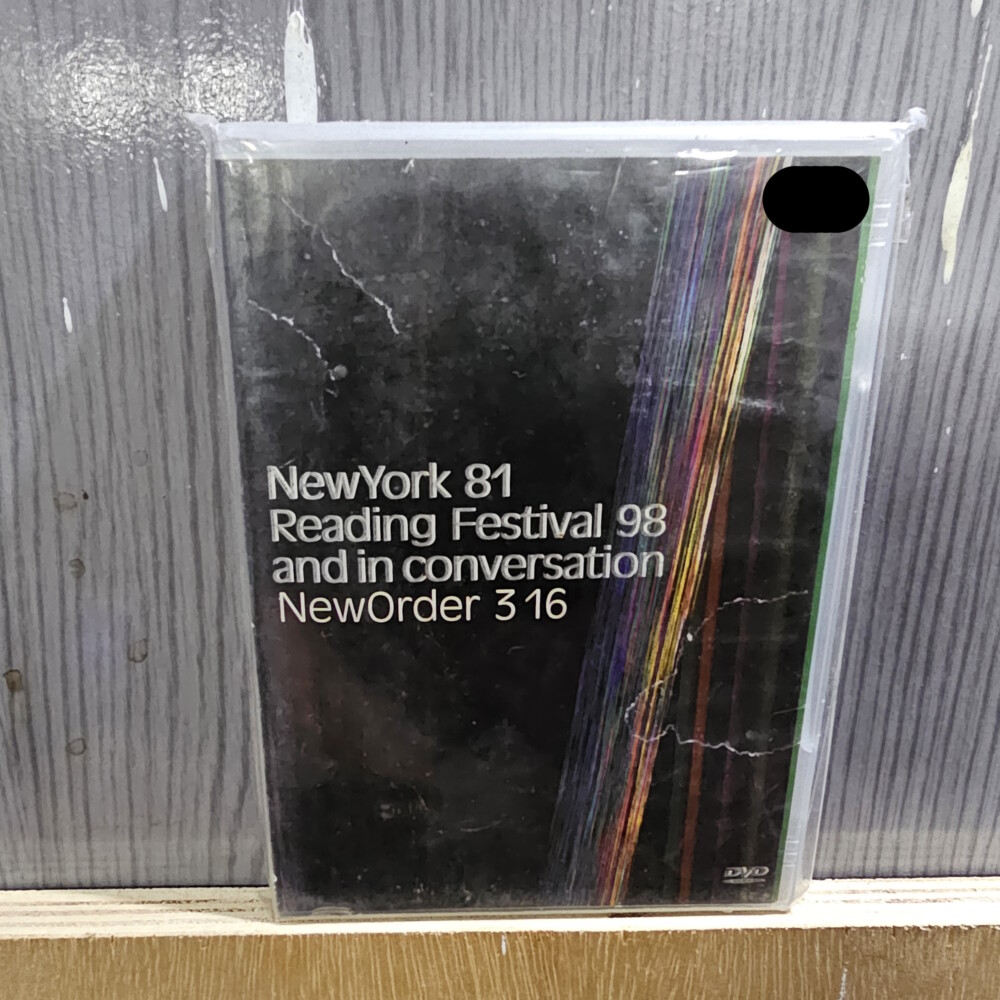 NewYork 81
Reading Festival 98
and in conversation
NewOrder 3 16
DVD